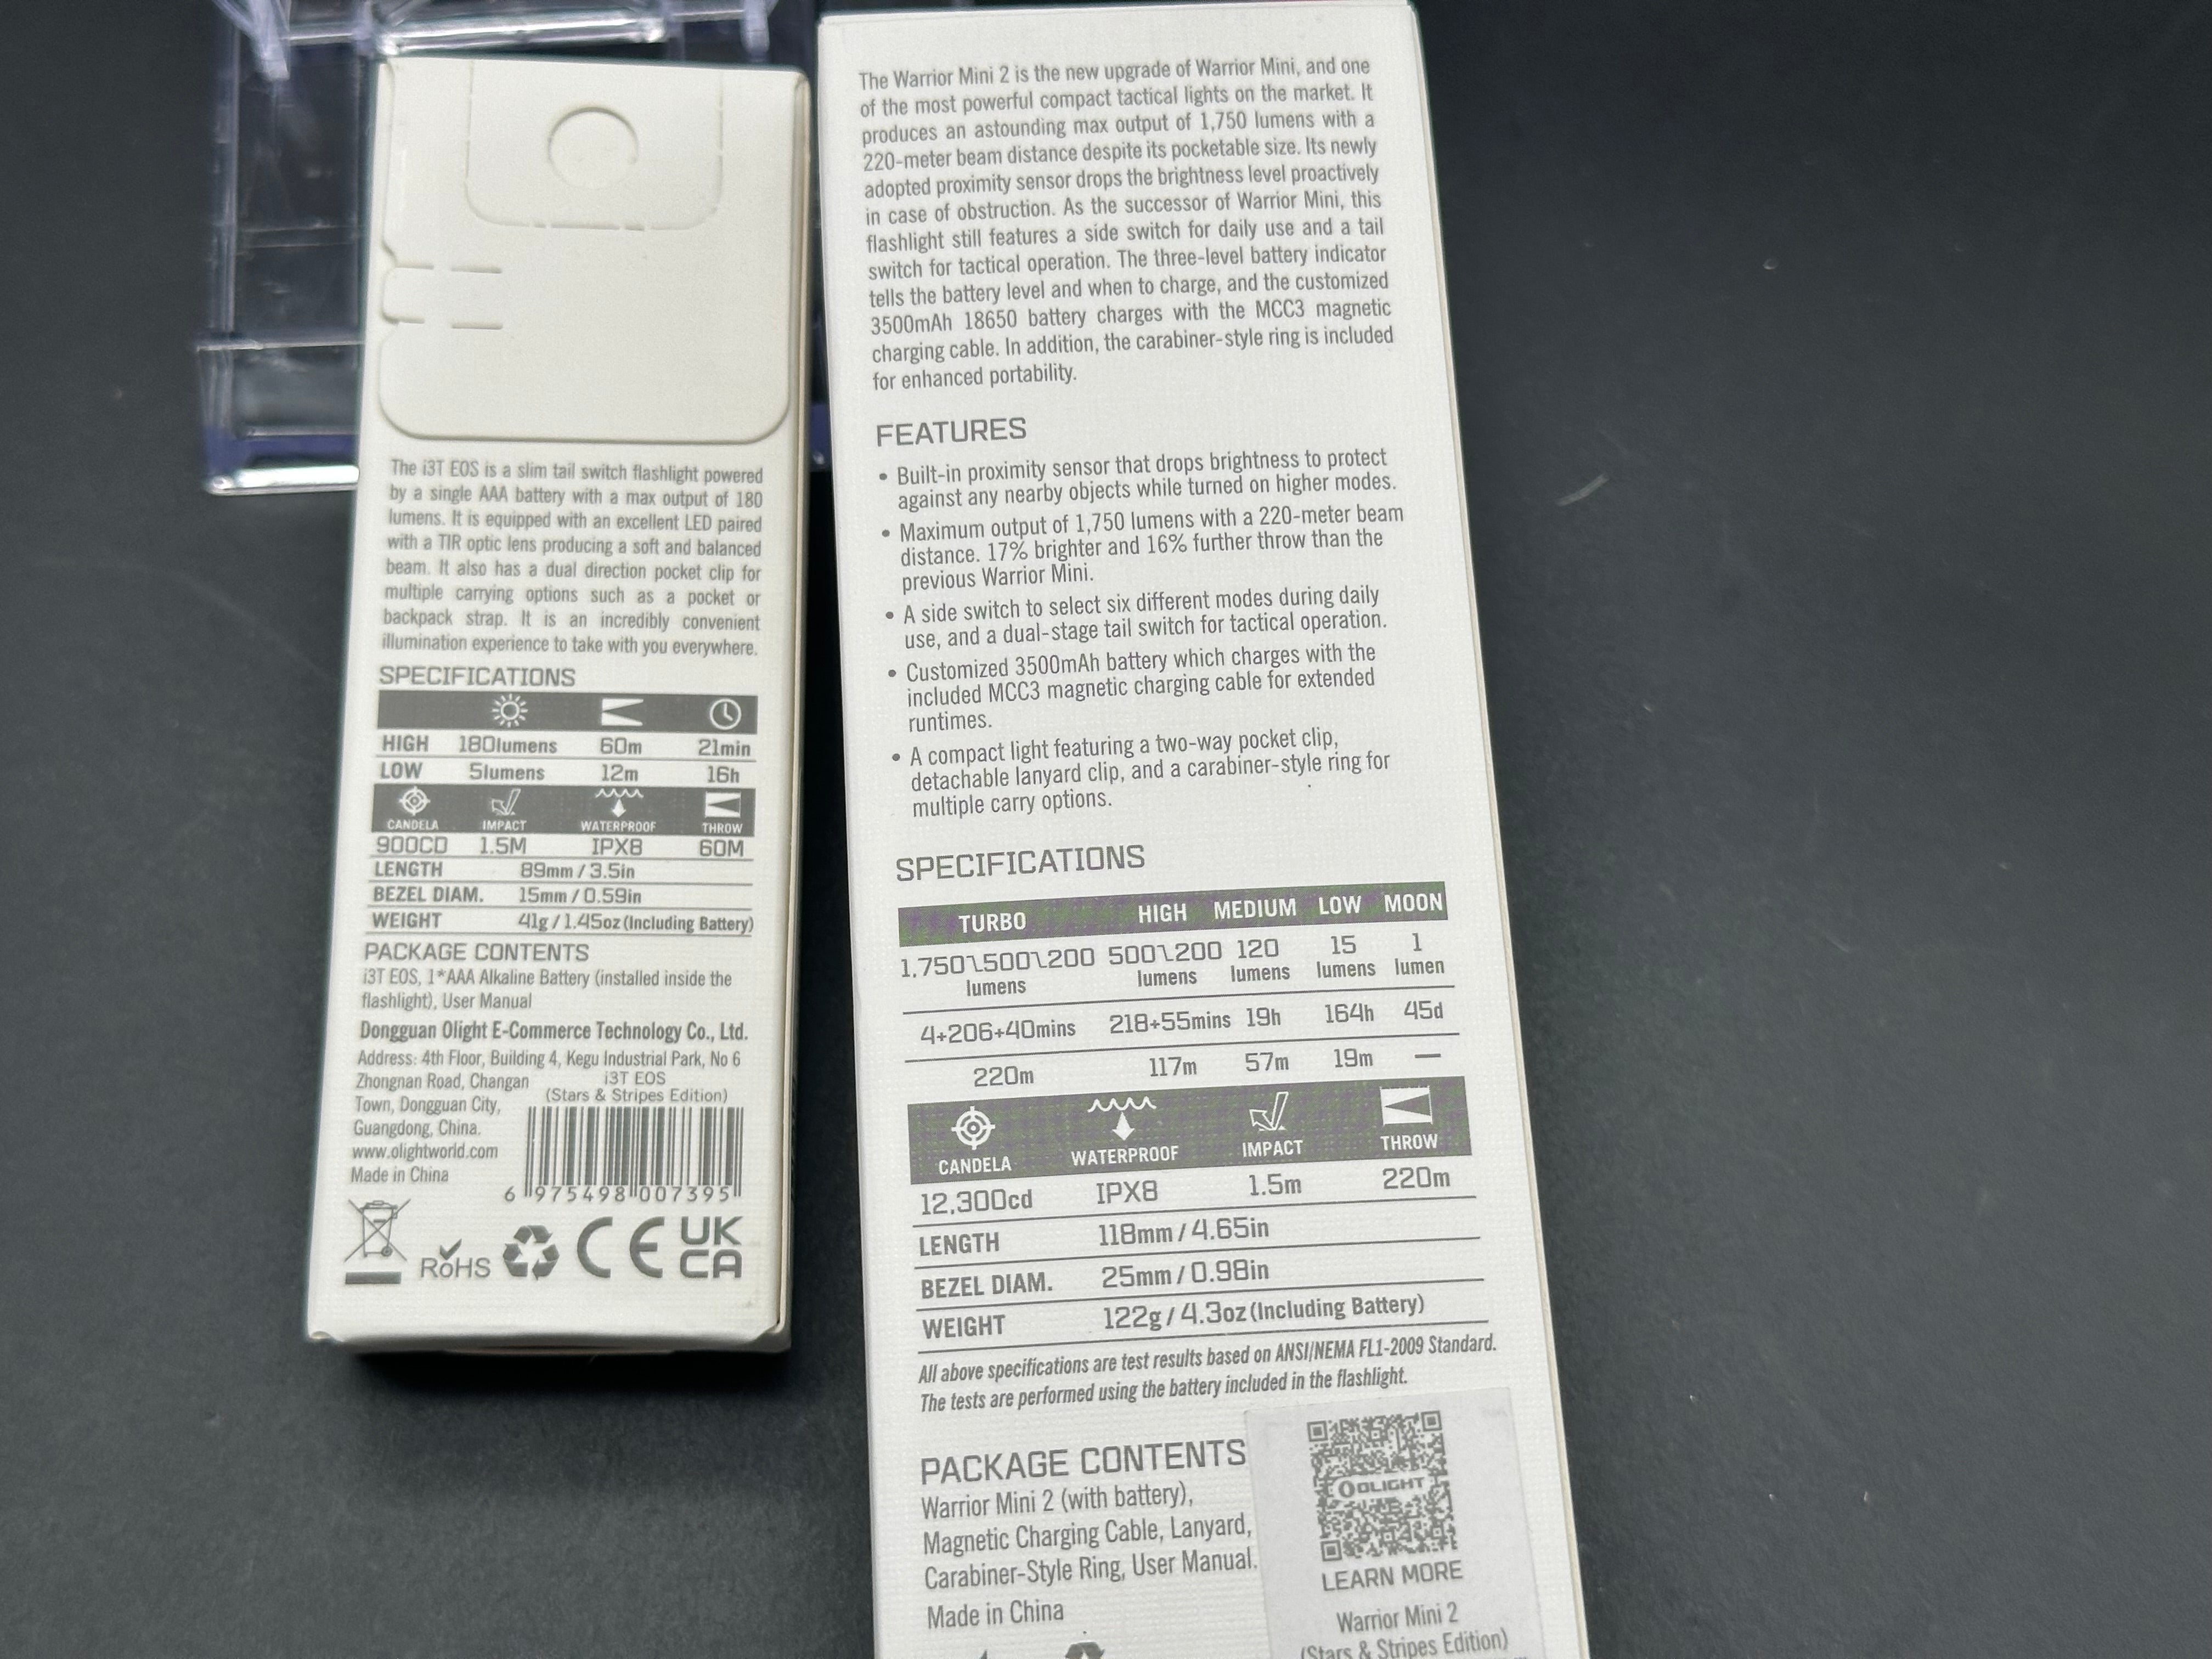 The i3T EOS is a slim tail switch flashlight powered
by a single AAA battery with a max output of 180
lumens. It is equipped with an excellent LED paired
with a TIR optic lens producing a soft and balanced
beam. It also has a dual direction pocket clip for
multiple carrying options such as a pocket or
backpack strap. It is an incredibly convenient
illumination experience to take with you everywhere.
SPECIFICATIONS
HIGH 180lumens 60m 21min
LOW 5lumens 12m 16h
CANDELA IMPACT WATERPROOF THROW
900CD 1.5M IPX8 60M
LENGTH 89mm / 3.5in
BEZEL DIAM. 15mm / 0.59in
WEIGHT 41g / 1.45oz (Including Battery)
PACKAGE CONTENTS
i3T EOS, 1*AAA Alkaline Battery (installed inside the
flashlight), User Manual
Dongguan Olight E-Commerce Technology Co., Ltd.
Address: 4th Floor, Building 4, Kegu Industrial Park, No 6
Zhongnan Road, Changan
Town, Dongguan City,
Guangdong, China.
www.olightworld.com
Made in China
i3T EOS
(Stars & Stripes Edition)
6 975498 007395
RoHS CE UK
CA
The Warrior Mini 2 is the new upgrade of Warrior Mini, and one
of the most powerful compact tactical lights on the market. It
produces an astounding max output of 1,750 lumens with a
220-meter beam distance despite its pocketable size. Its newly
adopted proximity sensor drops the brightness level proactively
in case of obstruction. As the successor of Warrior Mini, this
flashlight still features a side switch for daily use and a tail
switch for tactical operation. The three-level battery indicator
tells the battery level and when to charge, and the customized
3500mAh 18650 battery charges with the MCC3 magnetic
charging cable. In addition, the carabiner-style ring is included
for enhanced portability.
FEATURES
• Built-in proximity sensor that drops brightness to protect
against any nearby objects while turned on higher modes.
• Maximum output of 1,750 lumens with a 220-meter beam
distance. 17% brighter and 16% further throw than the
previous Warrior Mini.
• A side switch to select six different modes during daily
use, and a dual-stage tail switch for tactical operation.
• Customized 3500mAh battery which charges with the
included MCC3 magnetic charging cable for extended
runtimes.
• A compact light featuring a two-way pocket clip,
detachable lanyard clip, and a carabiner-style ring for
multiple carry options.
SPECIFICATIONS
TURBO HIGH MEDIUM LOW MOON
1,750~500~200 500~200 120 15 1
lumens lumens lumens lumens lumen
4+206+40mins 218+55mins 19h 164h 45d
220m 117m 57m 19m —
CANDELA WATERPROOF IMPACT THROW
12,300cd IPX8 1.5m 220m
LENGTH 118mm / 4.65in
BEZEL DIAM. 25mm / 0.98in
WEIGHT 122g / 4.3oz (Including Battery)
All above specifications are test results based on ANSI/NEMA FL1-2009 Standard.
The tests are performed using the battery included in the flashlight.
PACKAGE CONTENTS
Warrior Mini 2 (with battery),
Magnetic Charging Cable, Lanyard,
Carabiner-Style Ring, User Manual.
Made in China
OLIGHT
LEARN MORE
Warrior Mini 2
(Stars & Stripes Edition)